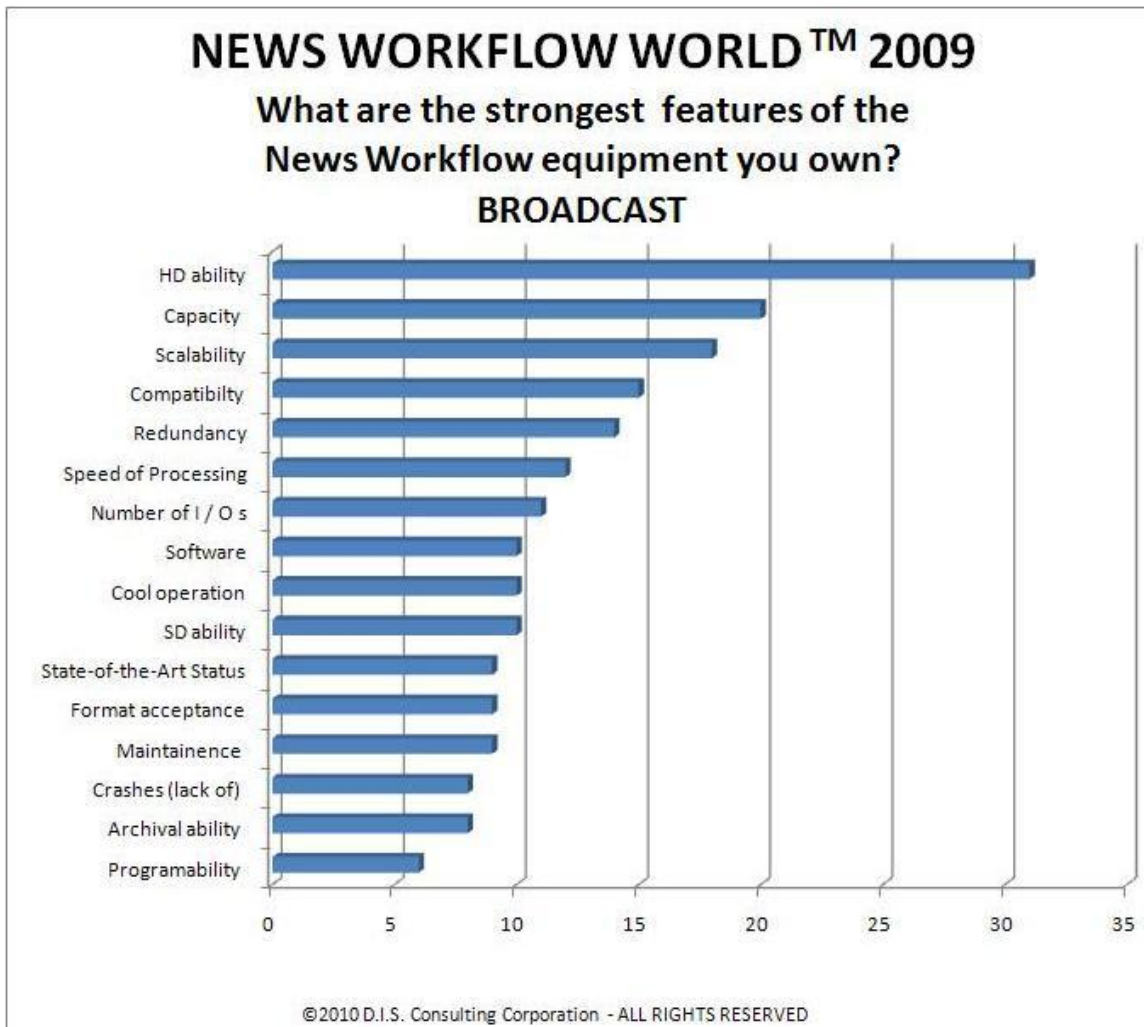 NEWS WORKFLOW WORLD™ 2009
What are the strongest features of the
News Workflow equipment you own?
BROADCAST
HD ability
Capacity
Scalability
Compatibilty
Redundancy
Speed of Processing
Number of I / O s
Software
Cool operation
SD ability
State-of-the-Art Status
Format acceptance
Maintainence
Crashes (lack of)
Archival ability
Programability
0 5 10 15 20 25 30 35
©2010 D.I.S. Consulting Corporation - ALL RIGHTS RESERVED